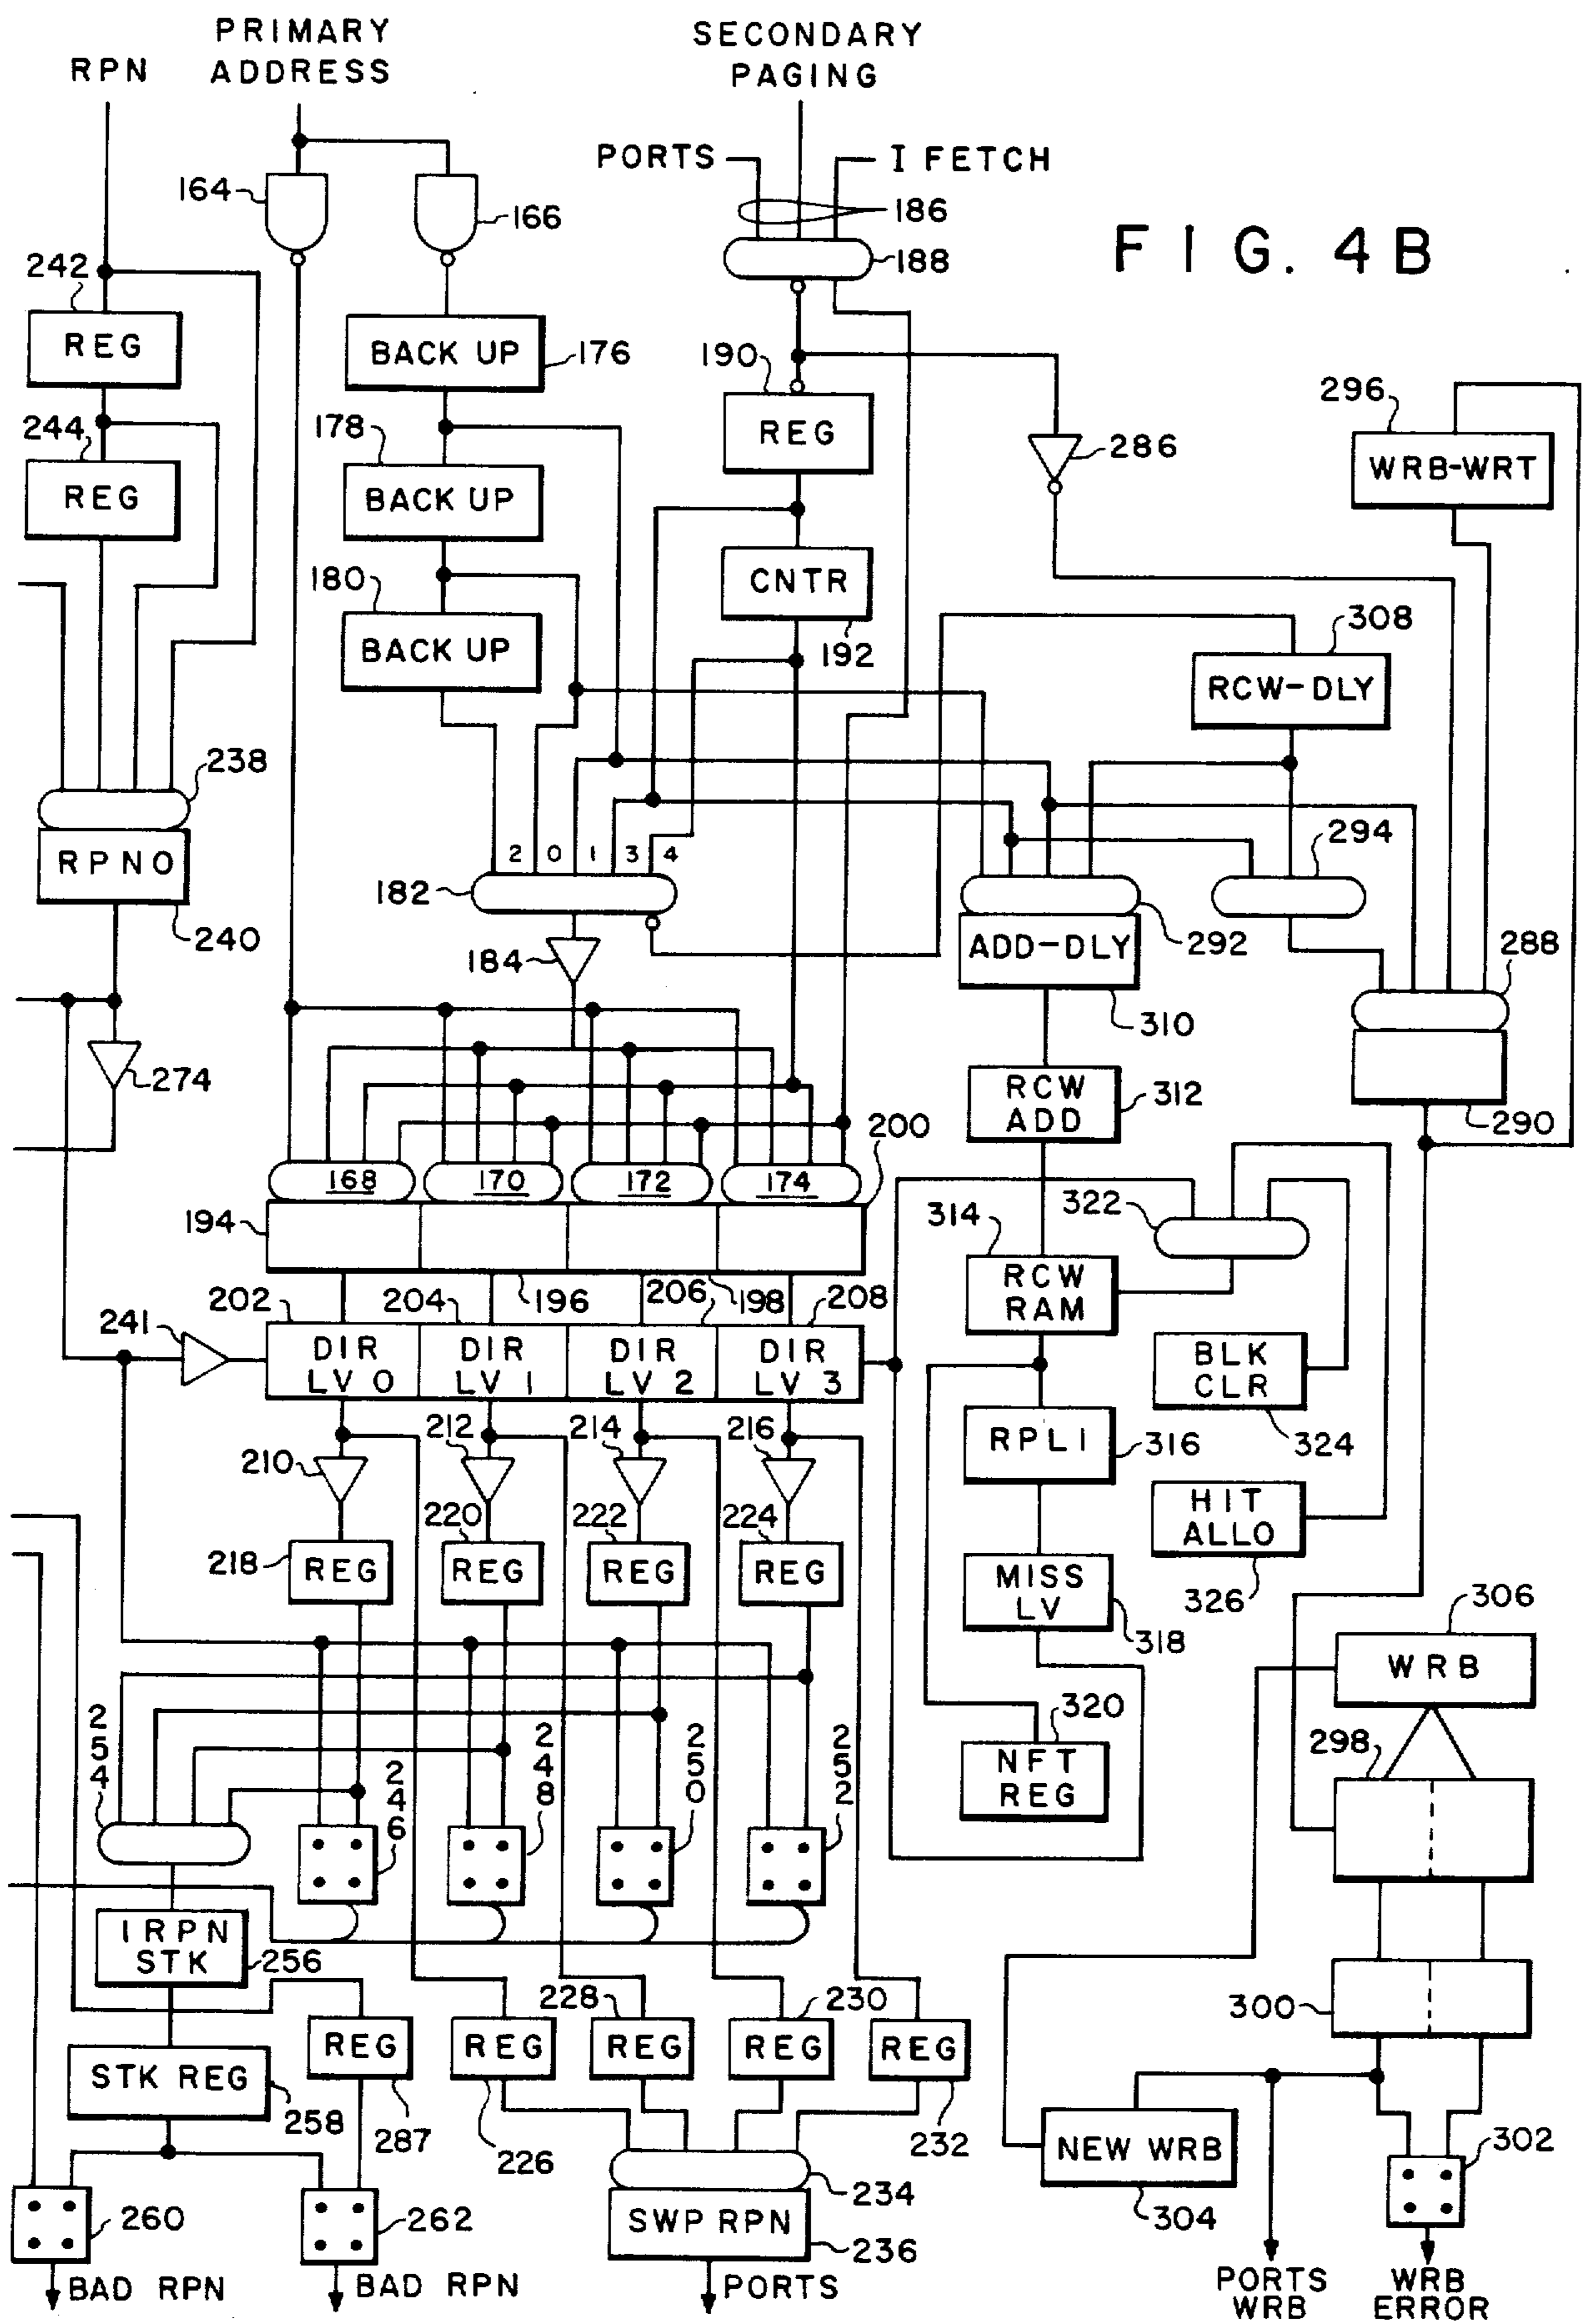 PRIMARY
ADDRESS
RPN
SECONDARY
PAGING
PORTS
I FETCH
164
166
186
188
FIG. 4B
242
REG
BACK UP
176
190
REG
296
WRB-WRT
244
REG
178
BACK UP
286
180
BACK UP
CNTR
192
308
RCW-DLY
238
RPNO
240
2 0 1 3 4
182
184
294
292
ADD-DLY
310
288
290
274
RCW
ADD
312
200
168
170
172
174
194
196
198
314
RCW
RAM
322
202
204
206
208
241
DIR
LV 0
DIR
LV 1
DIR
LV 2
DIR
LV 3
BLK
CLR
324
210
212
214
216
RPLI
316
HIT
ALLO
326
218
REG
220
REG
222
REG
224
REG
MISS
LV
318
306
WRB
254
246
248
250
252
320
NFT
REG
298
IRPN
STK
256
300
STK REG
258
REG
287
REG
226
228
REG
230
REG
REG
232
234
SWP RPN
236
NEW WRB
304
302
260
262
BAD RPN
BAD RPN
PORTS
PORTS
WRB
WRB
ERROR